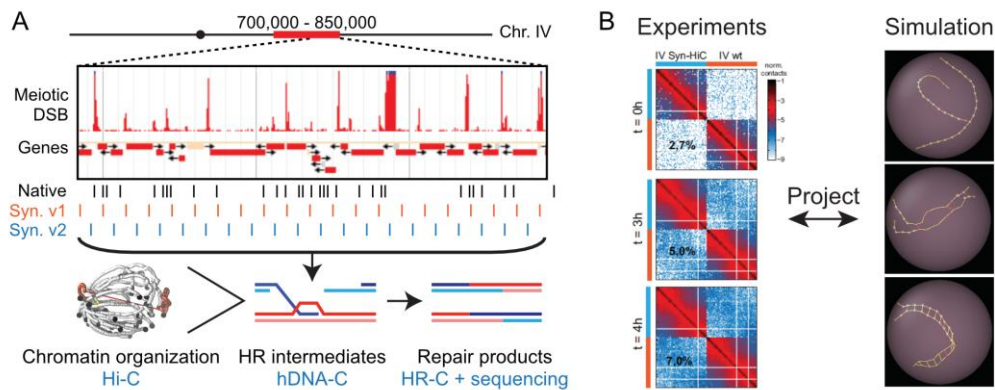 A
700,000 - 850,000
Chr. IV
Meiotic
DSB
Genes
Native
Syn. v1
Syn. v2
Chromatin organization
Hi-C
HR intermediates
hDNA-C
Repair products
HR-C + sequencing
B
Experiments
Simulation
IV Syn-HiC
IV wt
norm.
contacts
-1
-3
-5
-7
-9
t = 0h
2,7%
t = 3h
5.0%
t = 4h
7,0%
Project